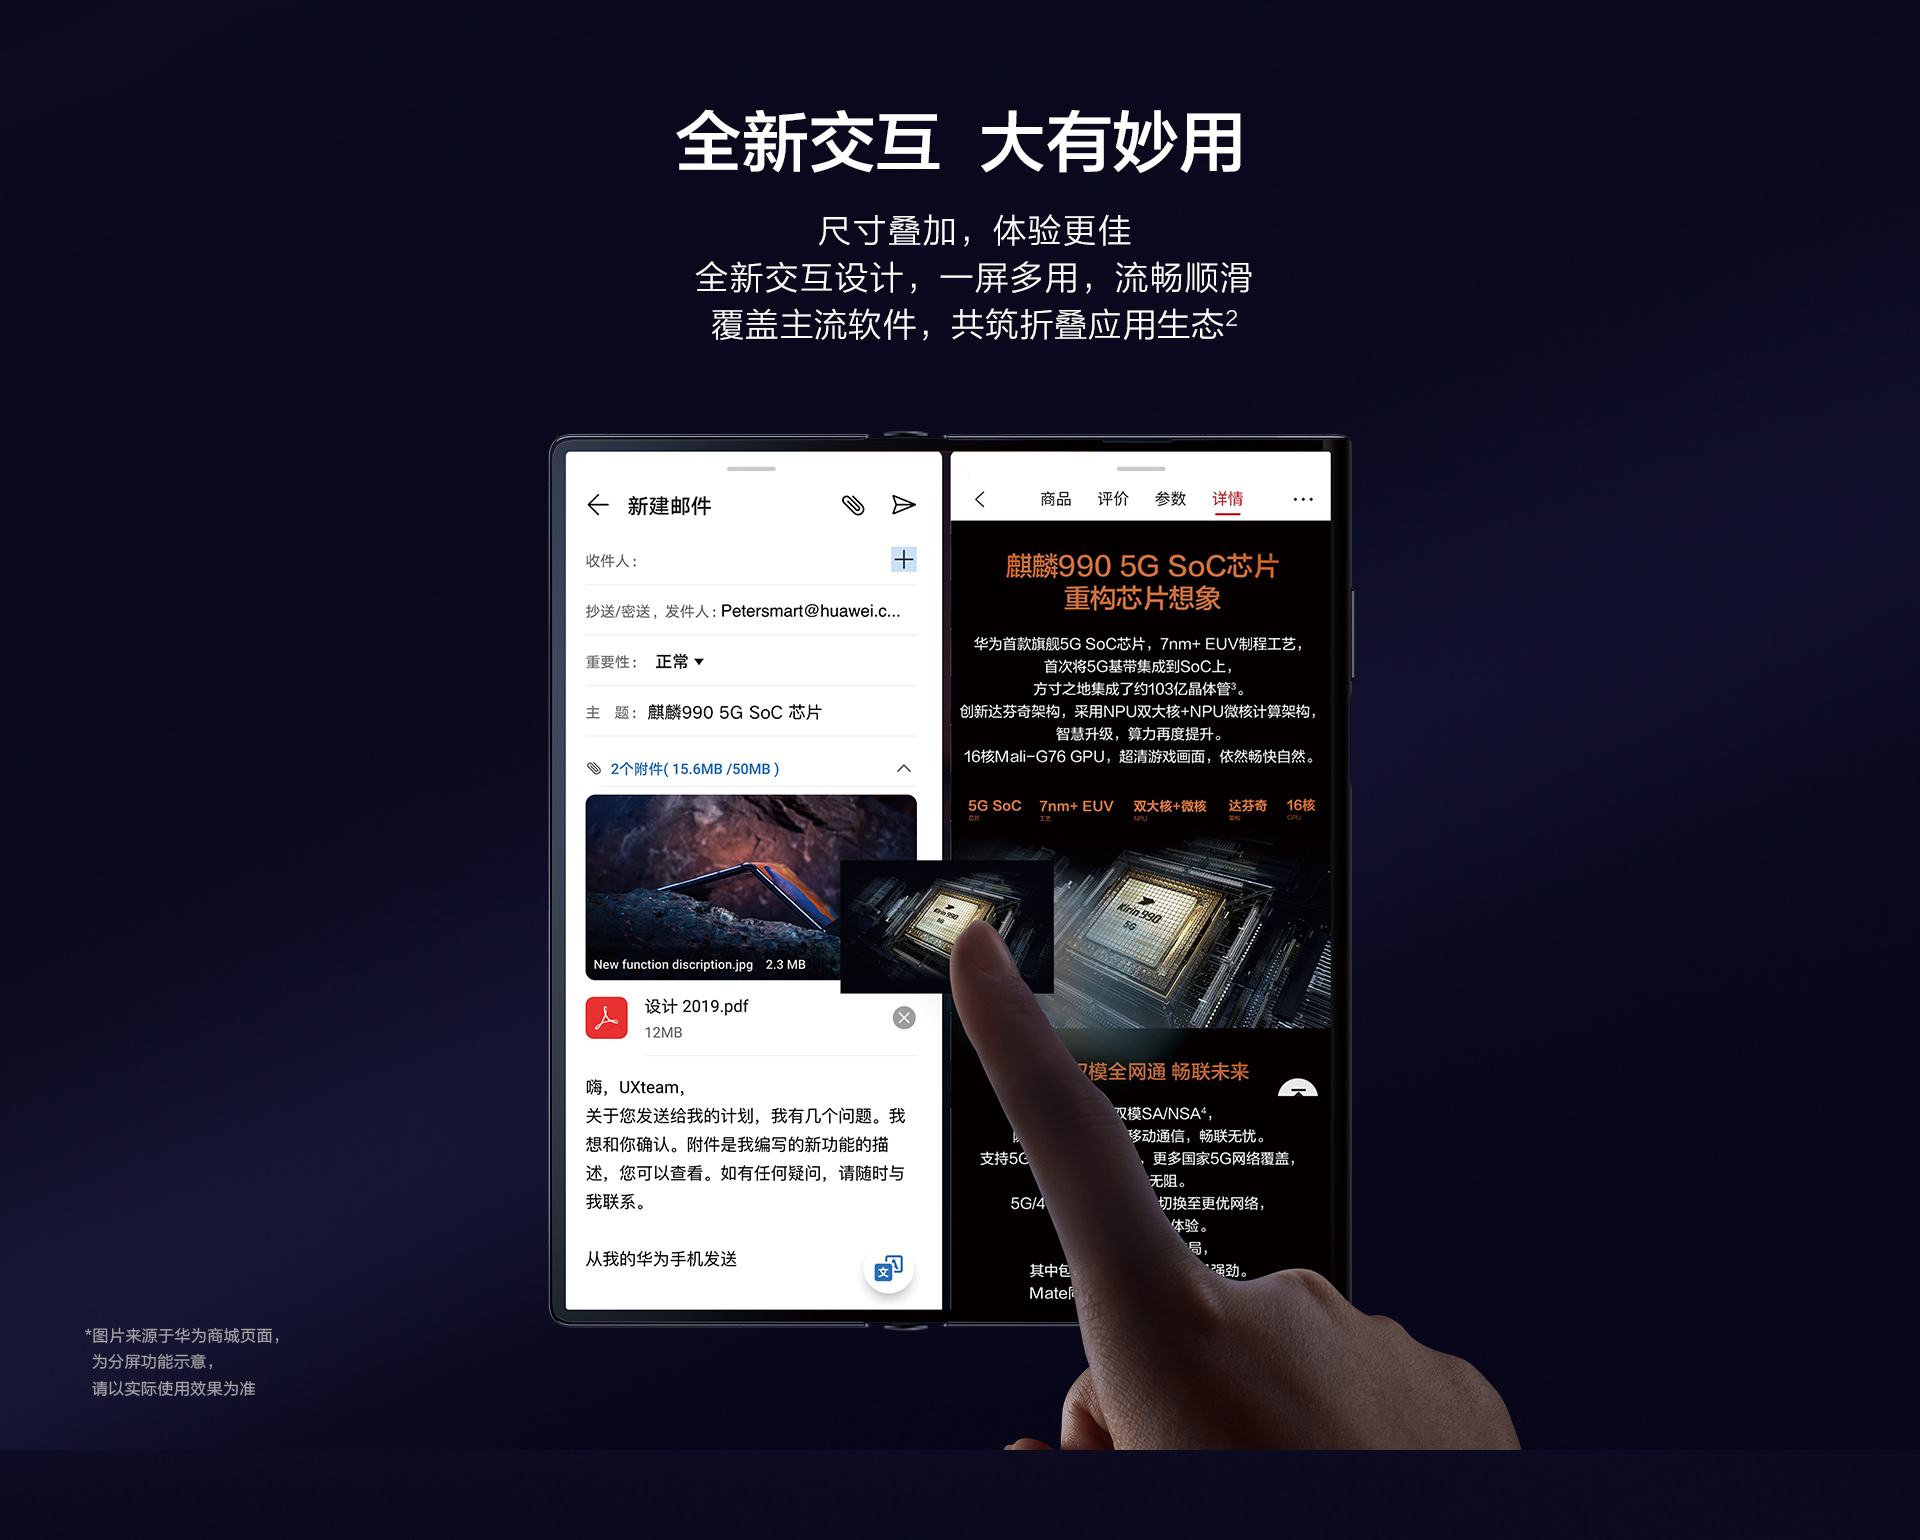 全新交互 大有妙用
尺寸叠加，体验更佳
全新交互设计，一屏多用，流畅顺滑
覆盖主流软件，共筑折叠应用生态2
新建邮件
收件人：
抄送/密送，发件人：Petersmart@huawei.c...
重要性： 正常
主 题：麒麟990 5G SoC 芯片
2个附件( 15.6MB /50MB )
New function discription.jpg 2.3 MB
设计 2019.pdf
12MB
嗨，UXteam，
关于您发送给我的计划，我有几个问题。我
想和你确认。附件是我编写的新功能的描
述，您可以查看。如有任何疑问，请随时与
我联系。
从我的华为手机发送
文 A
商品 评价 参数 详情
麒麟990 5G SoC芯片
重构芯片想象
华为首款旗舰5G SoC芯片，7nm+ EUV制程工艺，
首次将5G基带集成到SoC上，
方寸之地集成了约103亿晶体管3。
创新达芬奇架构，采用NPU双大核+NPU微核计算架构，
智慧升级，算力再度提升。
16核Mali-G76 GPU，超清游戏画面，依然畅快自然。
5G SoC 7nm+ EUV 双大核+微核 达芬奇 16核
芯片 工艺 NPU 架构 GPU
Kirin 990
5G
Kirin 990
5G
模全网通 畅联未来
双模SA/NSA4，
移动通信，畅联无忧。
支持5G ，更多国家5G网络覆盖，
无阻。
5G/4 切换至更优网络，
体验。
局，
其中包 强劲。
Mate
*图片来源于华为商城页面，
为分屏功能示意，
请以实际使用效果为准